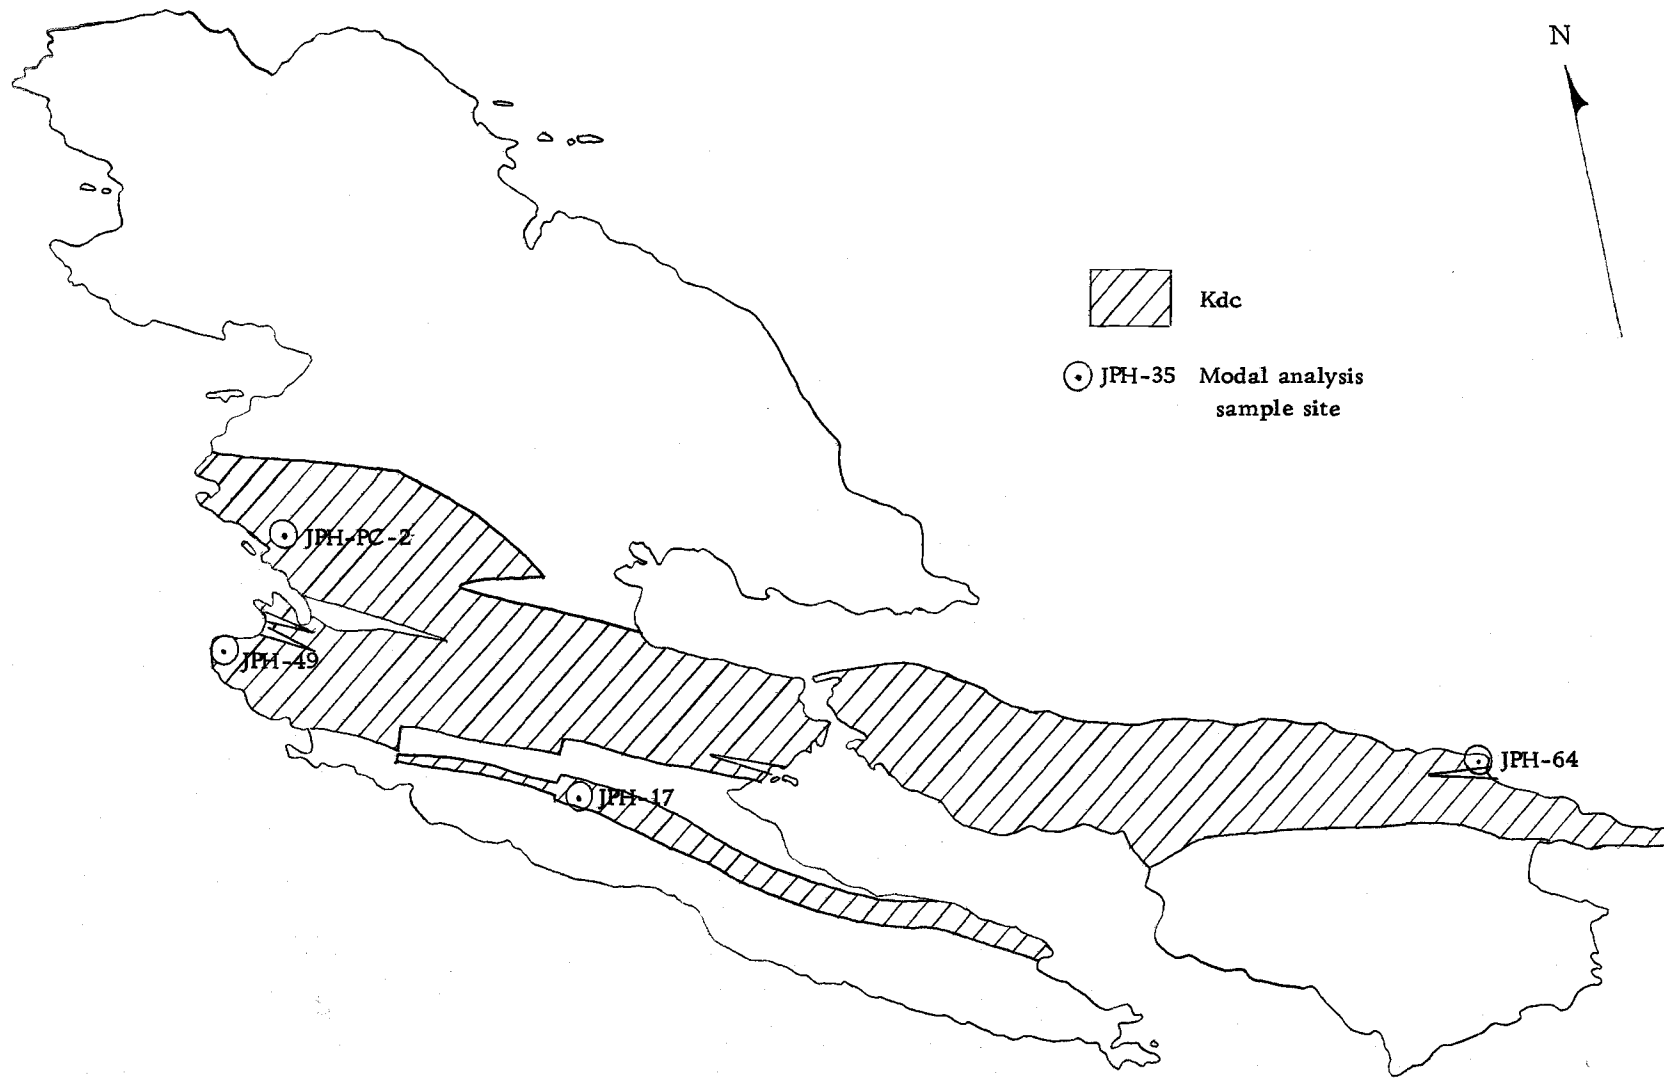 N
Kdc
JPH-35 Modal analysis
sample site
JPH-PC-2
JPH-49
JPH-64
JPH-17